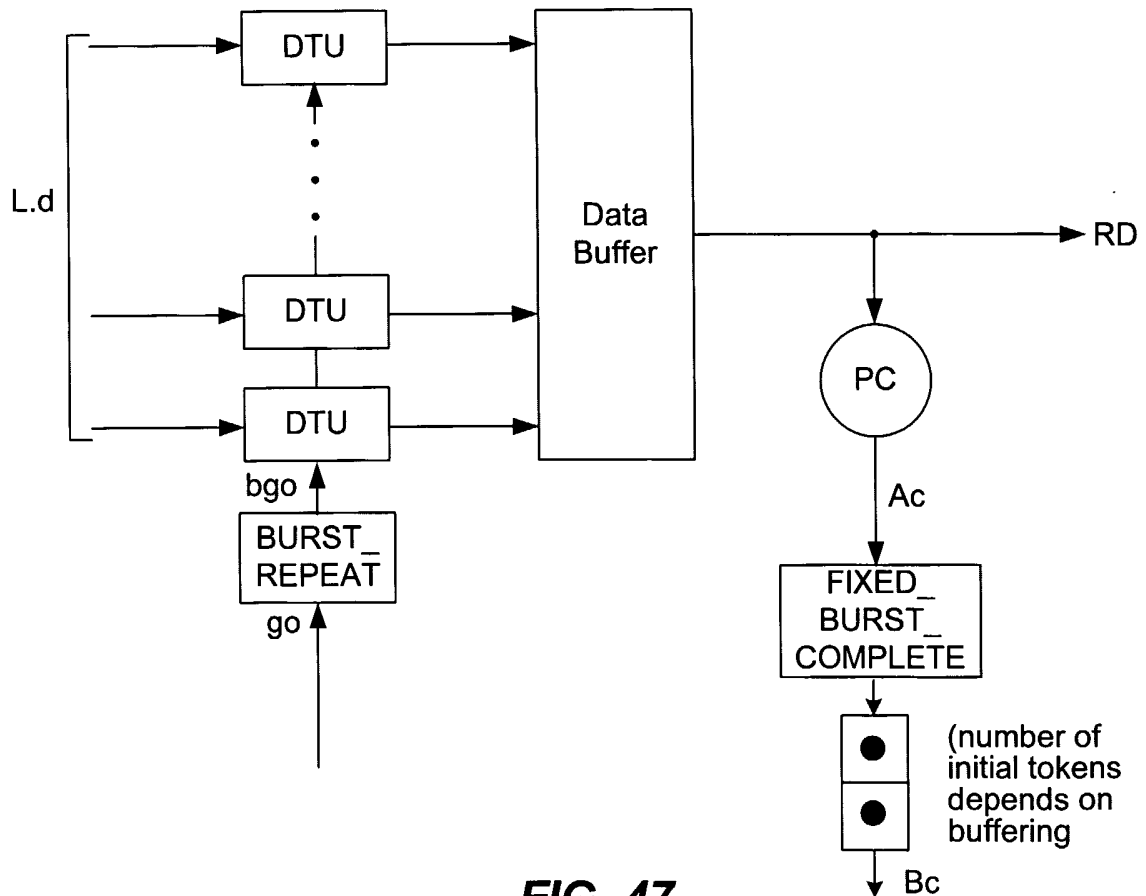 DTU
L.d
Data
Buffer
RD
DTU
PC
DTU
bgo
Ac
BURST_
REPEAT
FIXED_
BURST_
COMPLETE
go
(number of
initial tokens
depends on
buffering
Bc
FIG. 47